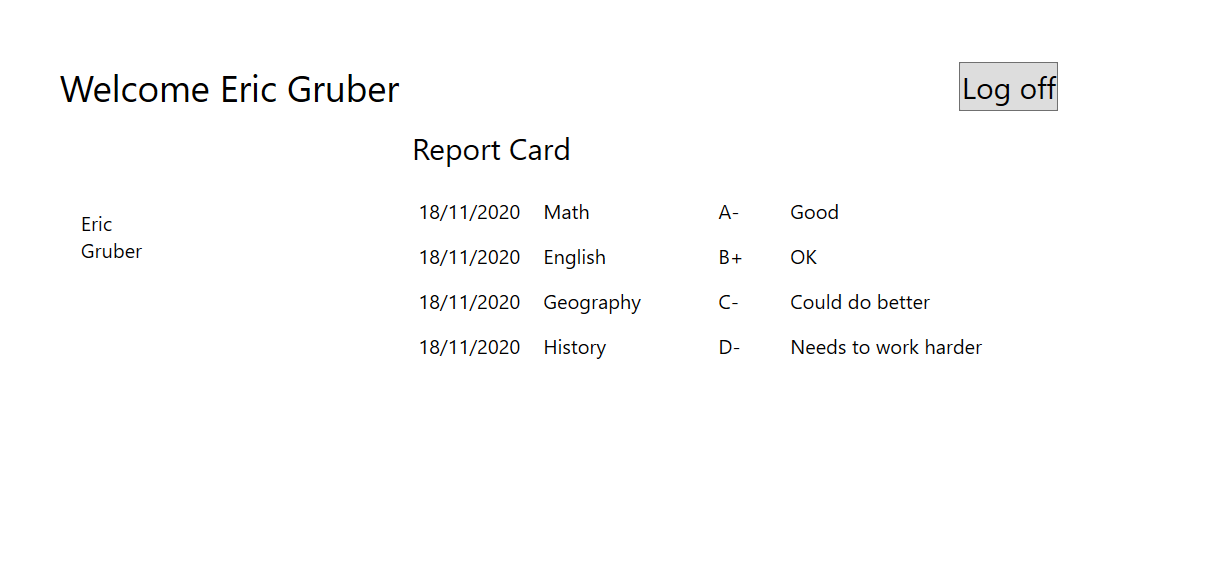 Welcome Eric Gruber
Log off
Report Card
Eric
Gruber
18/11/2020 Math A- Good
18/11/2020 English B+ OK
18/11/2020 Geography C- Could do better
18/11/2020 History D- Needs to work harder